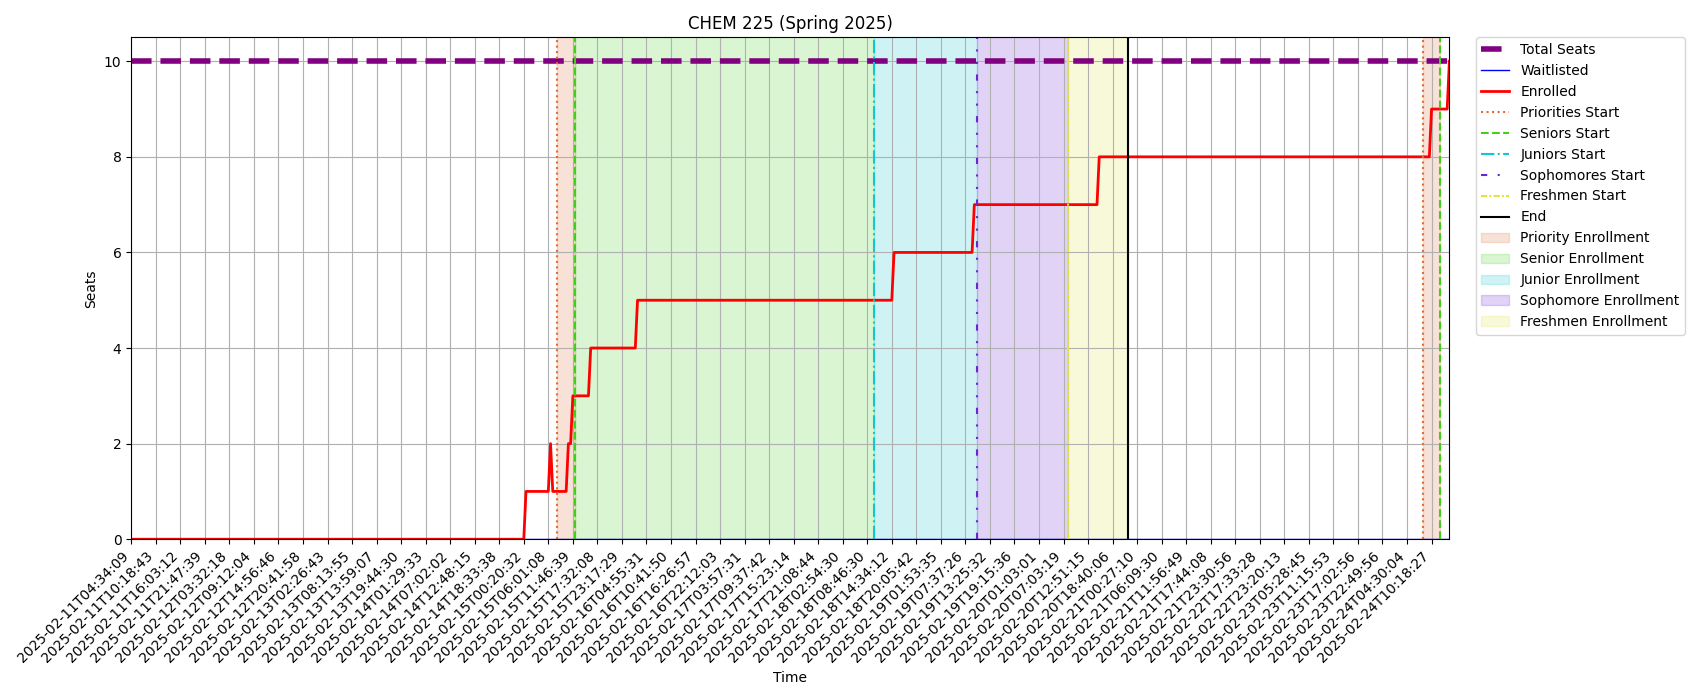 CHEM 225 (Spring 2025)
Seats
10
8
6
4
2
0
2025-02-11T04:34:09
2025-02-11T10:18:43
2025-02-11T16:03:12
2025-02-11T21:47:39
2025-02-12T03:32:18
2025-02-12T09:12:04
2025-02-12T14:56:46
2025-02-12T20:41:58
2025-02-13T02:26:43
2025-02-13T08:13:55
2025-02-13T13:59:07
2025-02-13T19:44:30
2025-02-14T01:29:33
2025-02-14T07:02:02
2025-02-14T12:48:15
2025-02-14T18:33:38
2025-02-15T00:20:32
2025-02-15T06:01:08
2025-02-15T11:46:39
2025-02-15T17:32:08
2025-02-15T23:17:29
2025-02-16T04:55:31
2025-02-16T10:41:50
2025-02-16T16:26:57
2025-02-16T22:12:03
2025-02-17T03:57:31
2025-02-17T09:37:42
2025-02-17T15:23:14
2025-02-17T21:08:44
2025-02-18T02:54:30
2025-02-18T08:46:30
2025-02-18T14:34:12
2025-02-18T20:05:42
2025-02-19T01:53:35
2025-02-19T07:37:26
2025-02-19T13:25:32
2025-02-19T19:15:36
2025-02-20T01:03:01
2025-02-20T07:03:19
2025-02-20T12:51:15
2025-02-20T18:40:06
2025-02-21T00:27:10
2025-02-21T06:09:30
2025-02-21T11:56:49
2025-02-21T17:44:08
2025-02-21T23:30:56
2025-02-22T17:33:28
2025-02-22T23:20:13
2025-02-23T05:28:45
2025-02-23T11:15:53
2025-02-23T17:02:56
2025-02-23T22:49:56
2025-02-24T04:30:04
2025-02-24T10:18:27
Time
Total Seats
Waitlisted
Enrolled
Priorities Start
Seniors Start
Juniors Start
Sophomores Start
Freshmen Start
End
Priority Enrollment
Senior Enrollment
Junior Enrollment
Sophomore Enrollment
Freshmen Enrollment